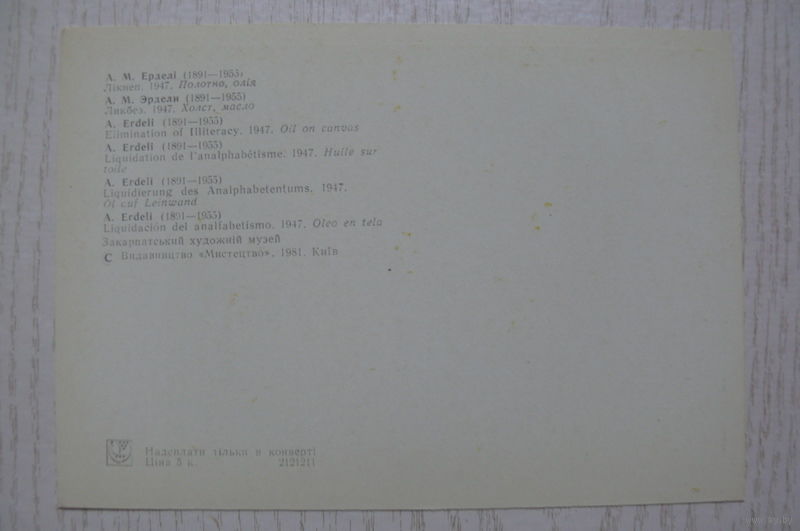 А. М. Ерделі (1891—1955)
Лікнеп. 1947. Полотно, олія
А. М. Эрдели (1891—1955)
Ликбез. 1947. Холст, масло
A. Erdeli (1891—1955)
Elimination of Illiteracy. 1947. Oil on canvas
A. Erdeli (1891—1955)
Liquidation de l'analphabétisme. 1947. Huile sur
toile
A. Erdeli (1891—1955)
Liquidierung des Analphabetentums. 1947.
Öl cuf Leinwand
A. Erdeli (1891—1955)
Liquidación del analfabetismo. 1947. Oleo en tela
Закарпатський художній музей
С Видавництво «Мистецтво». 1981. Київ
Надсилати тільки в конверті
Ціна 5 к. 2121211